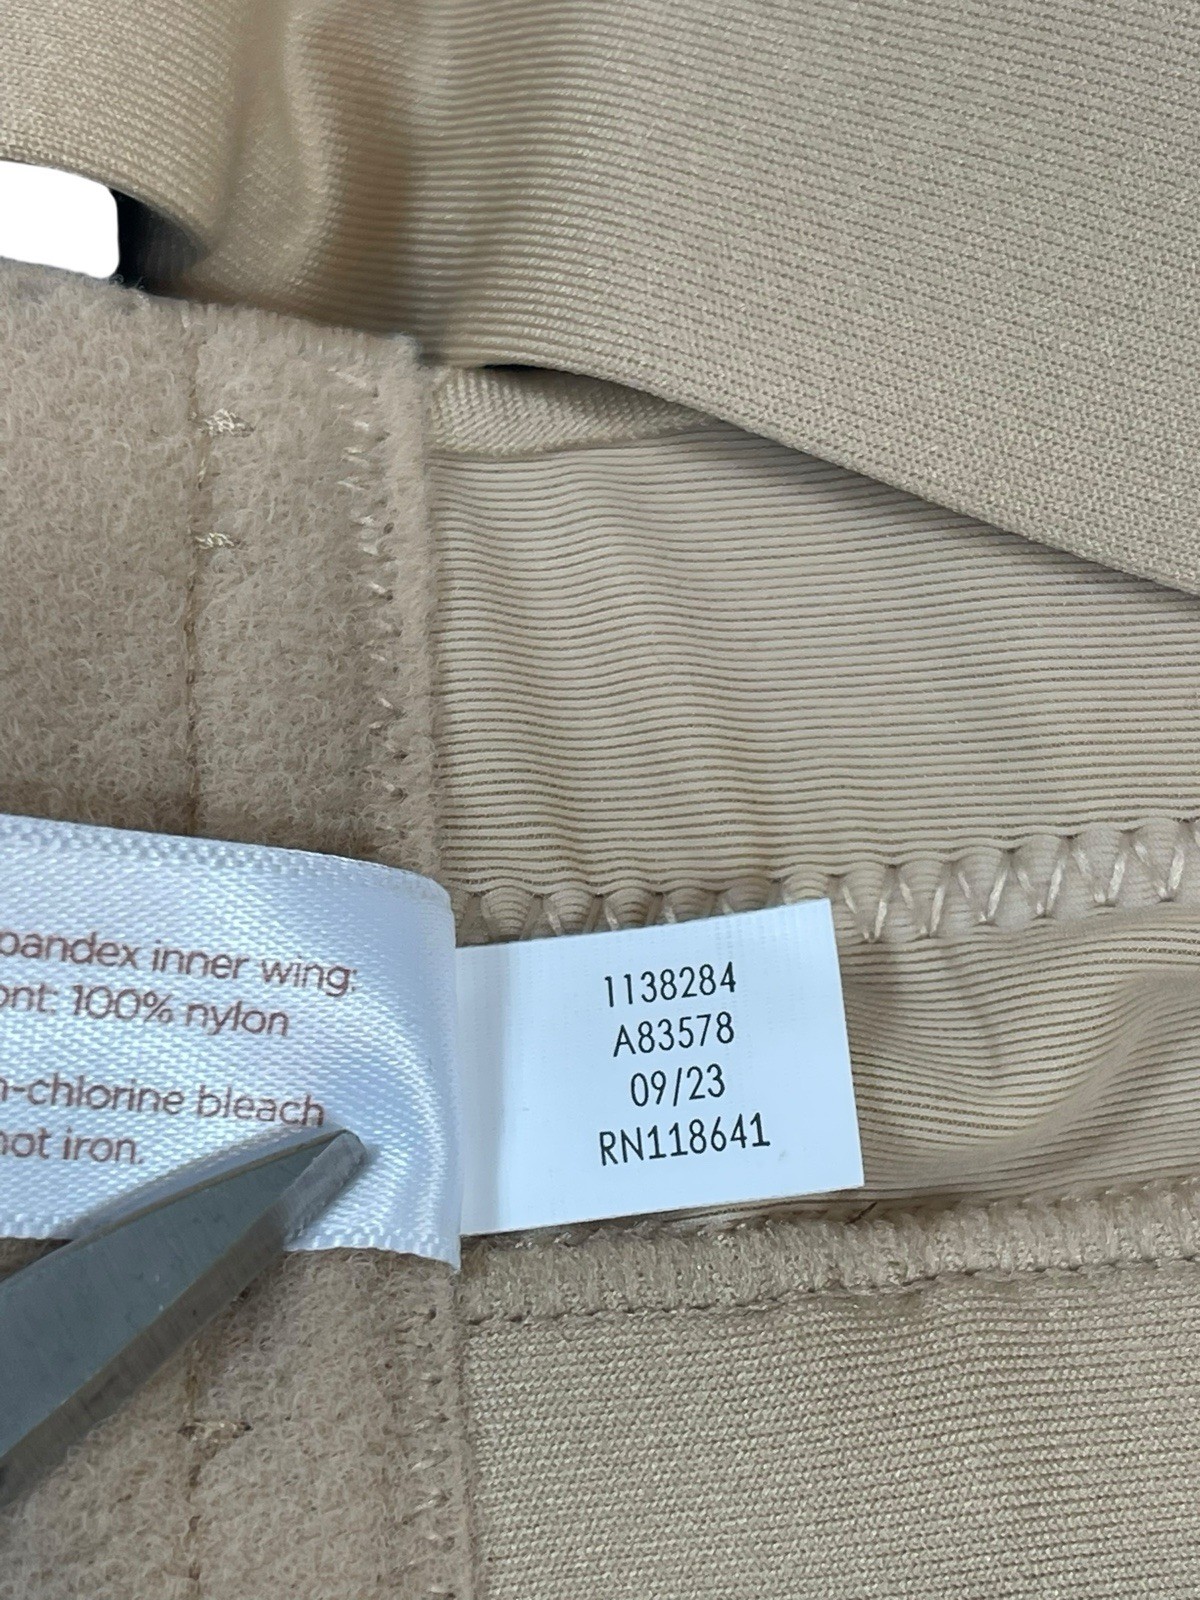 pandex inner wing:
ont: 100% nylon
n-chlorine bleach
not iron.
1138284
A83578
09/23
RN118641